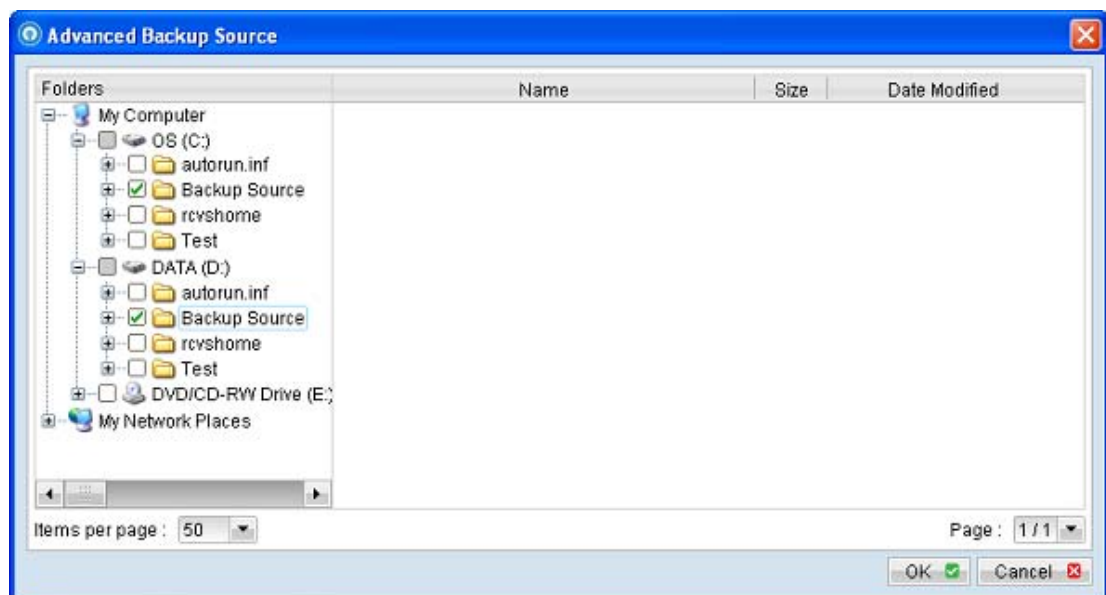 Advanced Backup Source
Folders Name Size Date Modified
My Computer
OS (C:)
autorun.inf
Backup Source
rcvshome
Test
DATA (D:)
autorun.inf
Backup Source
rcvshome
Test
DVD/CD-RW Drive (E:)
My Network Places
Items per page : 50 Page : 1 / 1
OK Cancel